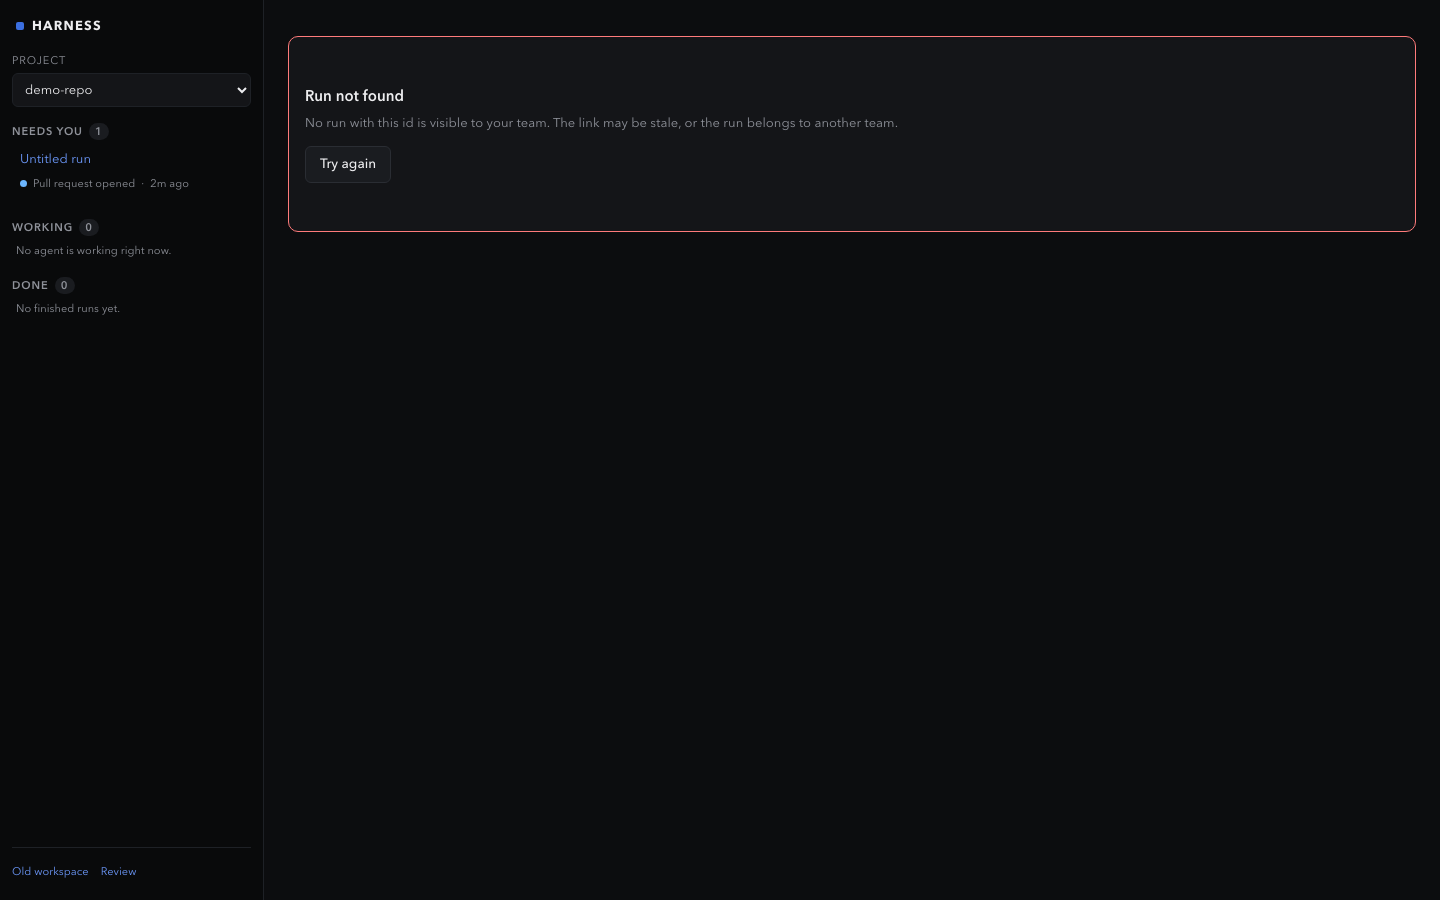 HARNESS
PROJECT
demo-repo
NEEDS YOU 1
Untitled run
Pull request opened · 2m ago
WORKING 0
No agent is working right now.
DONE 0
No finished runs yet.
Old workspace Review
Run not found
No run with this id is visible to your team. The link may be stale, or the run belongs to another team.
Try again